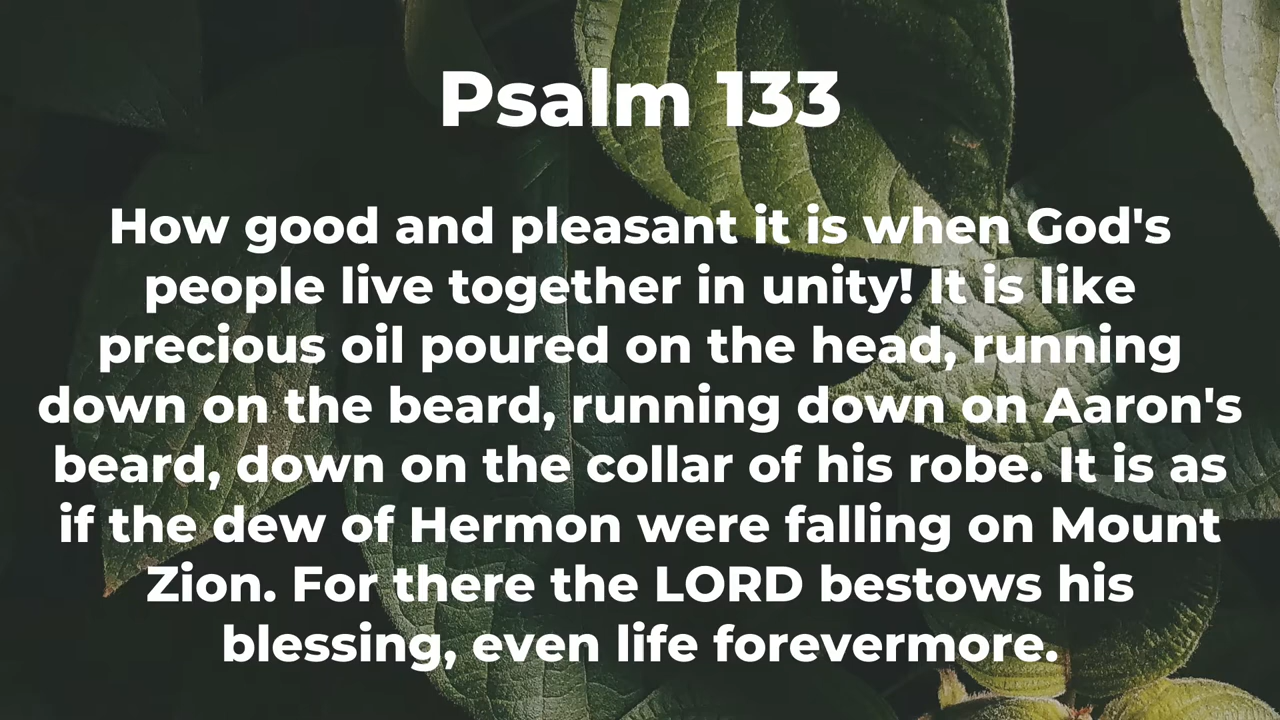 Psalm 133
How good and pleasant it is when God's
people live together in unity! It is like
precious oil poured on the head, running
down on the beard, running down on Aaron's
beard, down on the collar of his robe. It is as
if the dew of Hermon were falling on Mount
Zion. For there the LORD bestows his
blessing, even life forevermore.